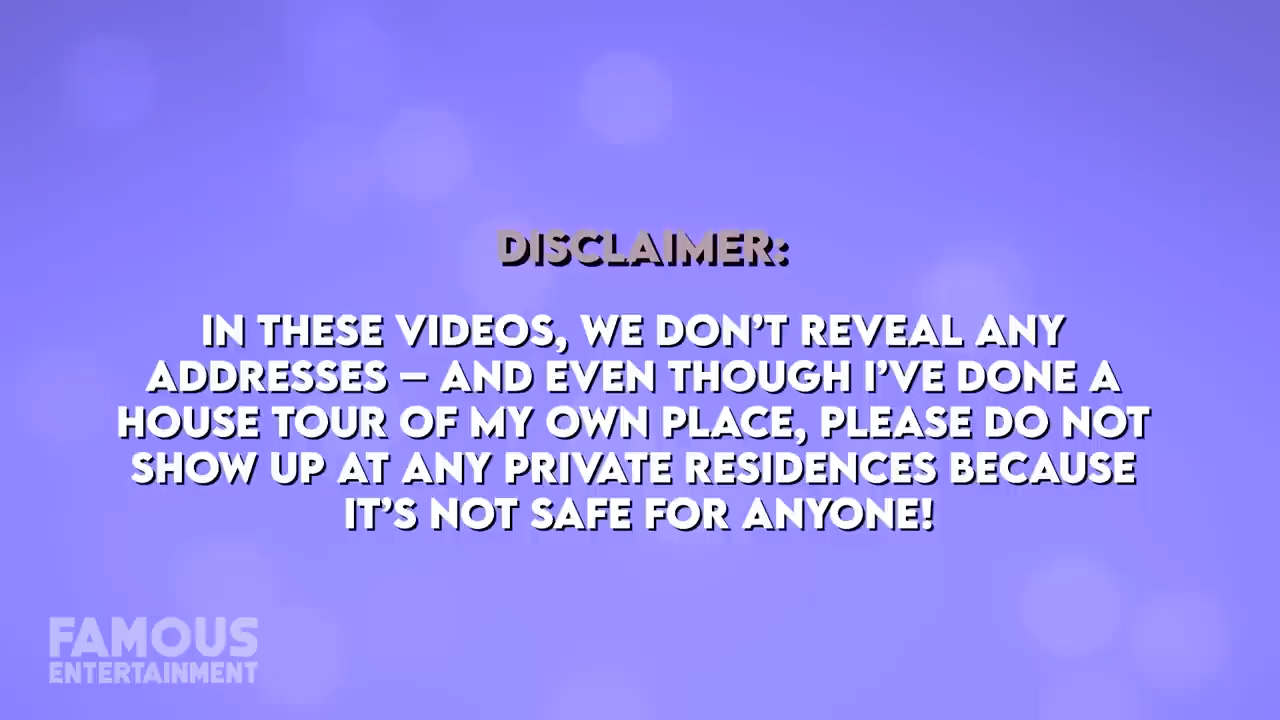 DISCLAIMER:
IN THESE VIDEOS, WE DON'T REVEAL ANY
ADDRESSES – AND EVEN THOUGH I'VE DONE A
HOUSE TOUR OF MY OWN PLACE, PLEASE DO NOT
SHOW UP AT ANY PRIVATE RESIDENCES BECAUSE
IT'S NOT SAFE FOR ANYONE!
FAMOUS
ENTERTAINMENT